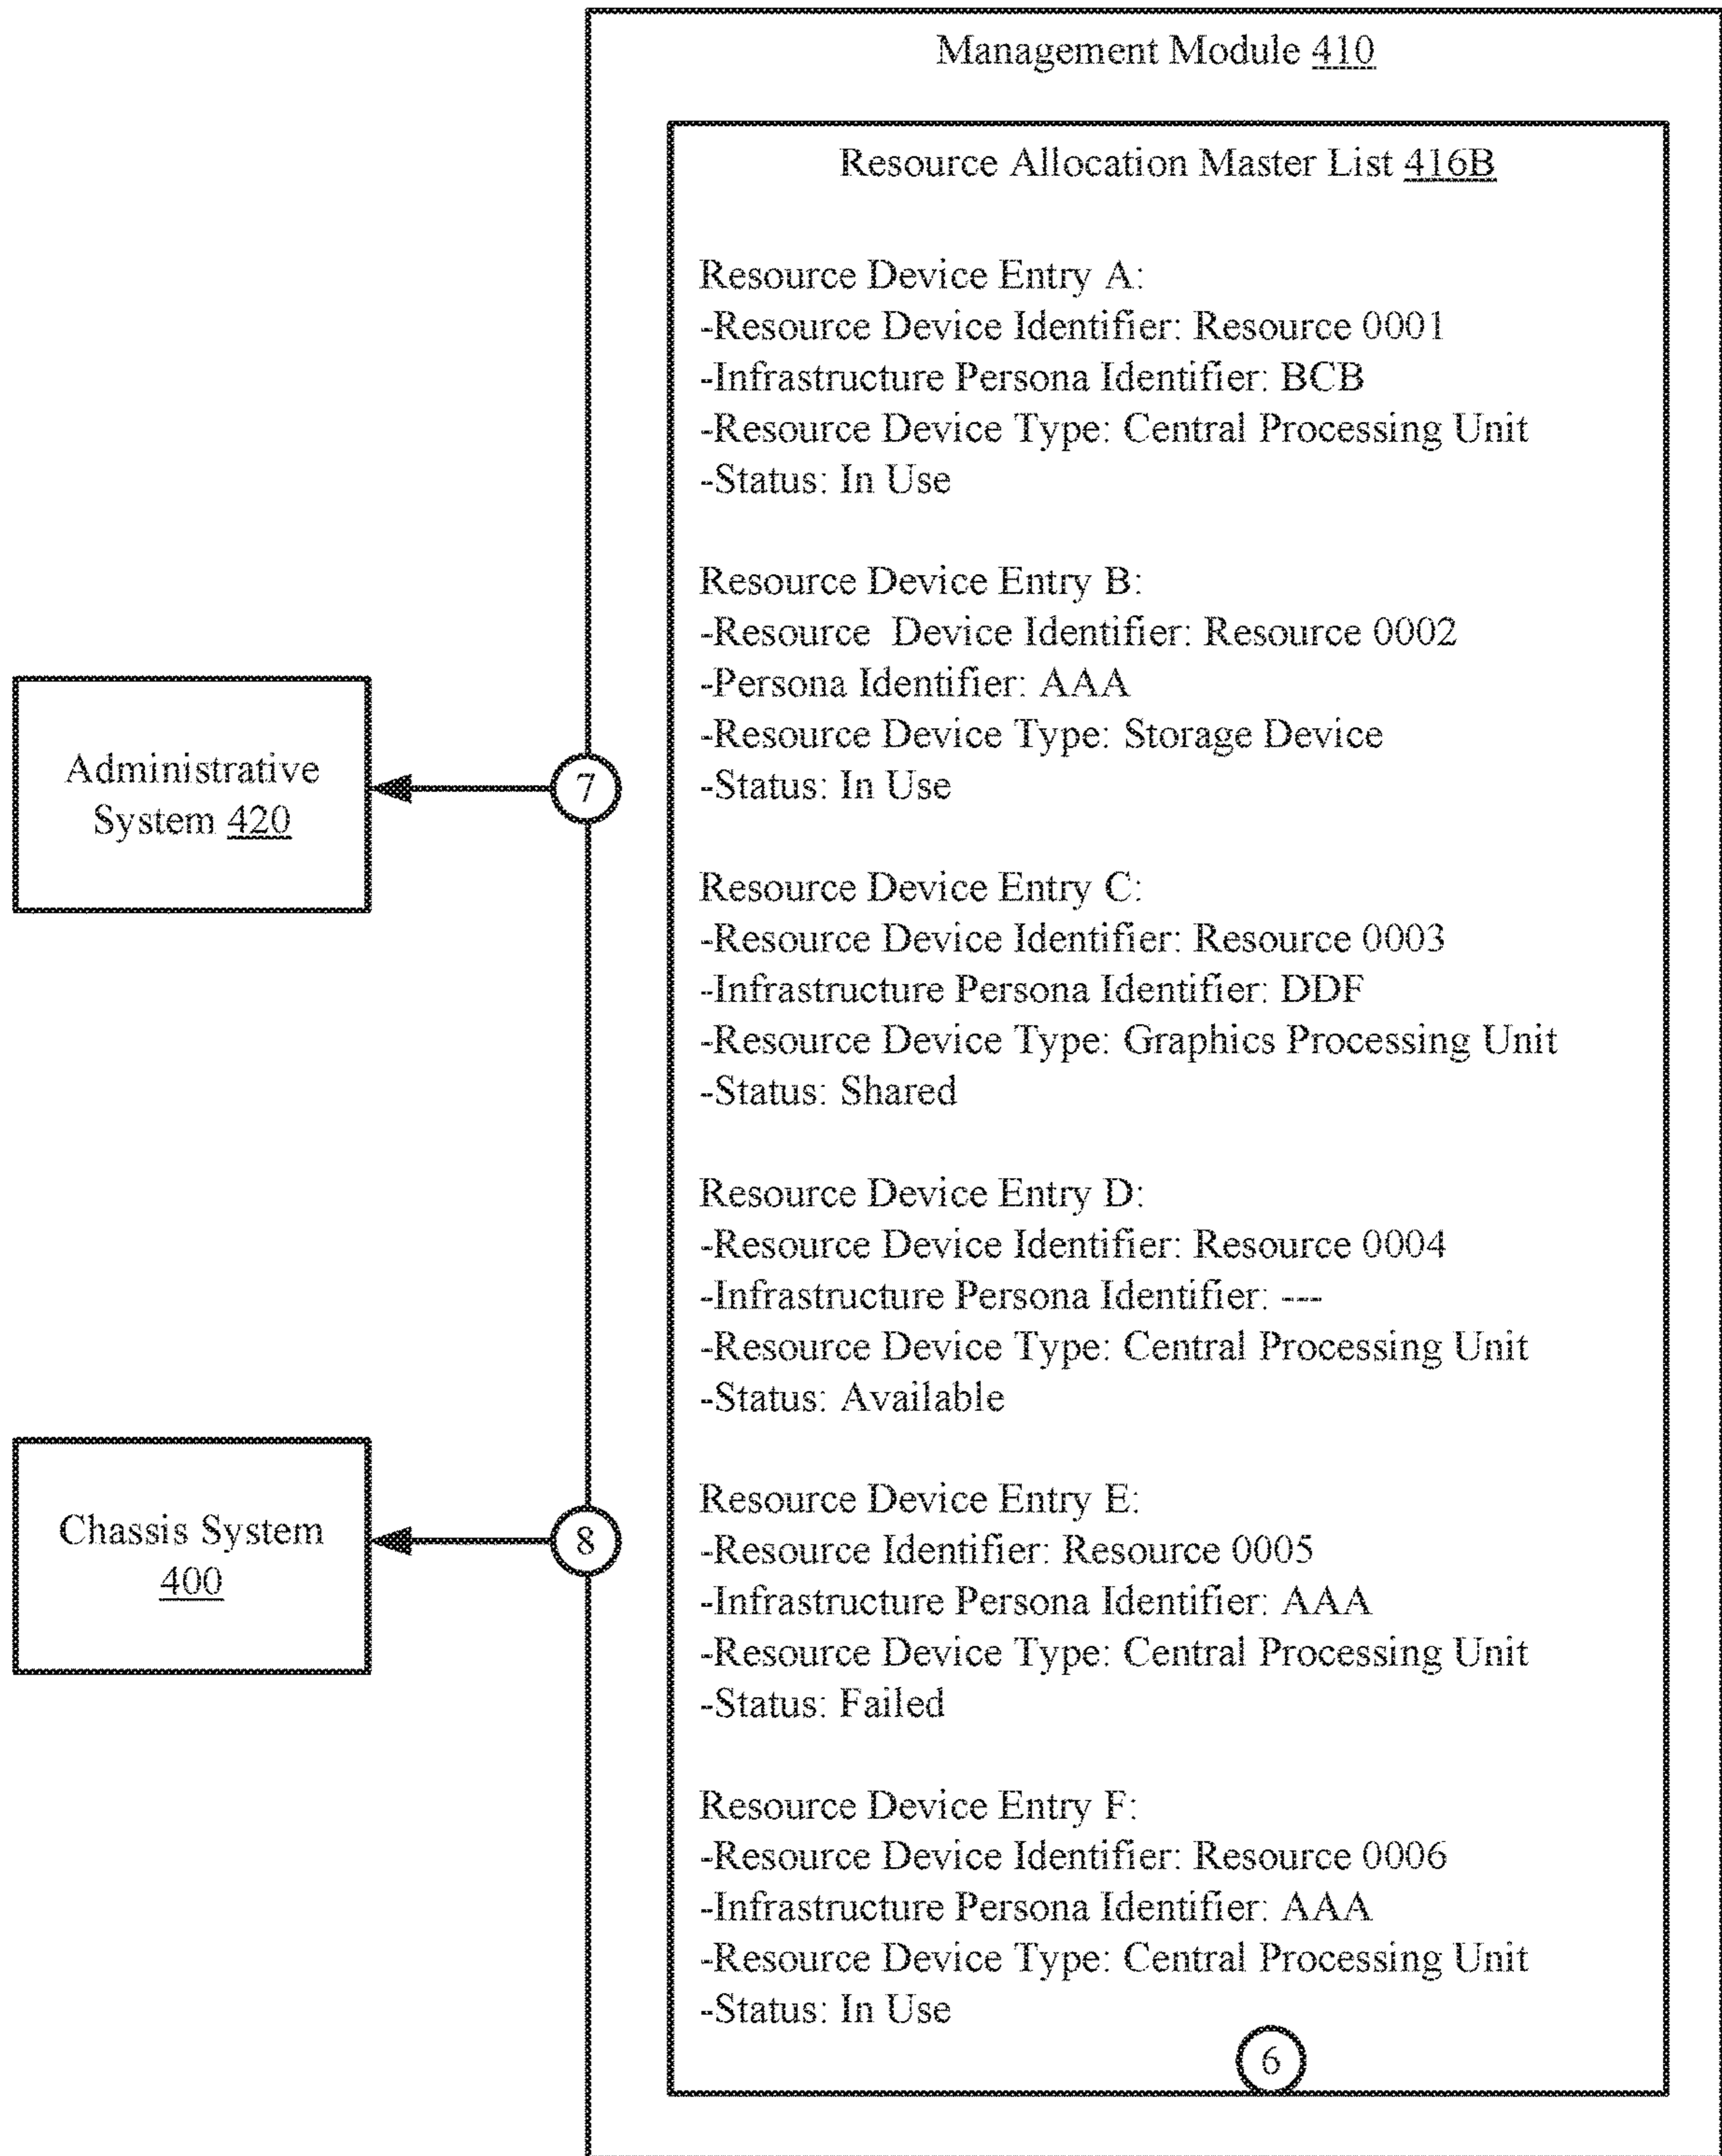 Management Module 410
Resource Allocation Master List 416B
Resource Device Entry A:
-Resource Device Identifier: Resource 0001
-Infrastructure Persona Identifier: BCB
-Resource Device Type: Central Processing Unit
-Status: In Use
Resource Device Entry B:
-Resource  Device Identifier: Resource 0002
-Persona Identifier: AAA
-Resource Device Type: Storage Device
-Status: In Use
Administrative
System 420
7
Resource Device Entry C:
-Resource Device Identifier: Resource 0003
-Infrastructure Persona Identifier: DDF
-Resource Device Type: Graphics Processing Unit
-Status: Shared
Resource Device Entry D:
-Resource Device Identifier: Resource 0004
-Infrastructure Persona Identifier: ---
-Resource Device Type: Central Processing Unit
-Status: Available
Chassis System
400
8
Resource Device Entry E:
-Resource Identifier: Resource 0005
-Infrastructure Persona Identifier: AAA
-Resource Device Type: Central Processing Unit
-Status: Failed
Resource Device Entry F:
-Resource Device Identifier: Resource 0006
-Infrastructure Persona Identifier: AAA
-Resource Device Type: Central Processing Unit
-Status: In Use
6